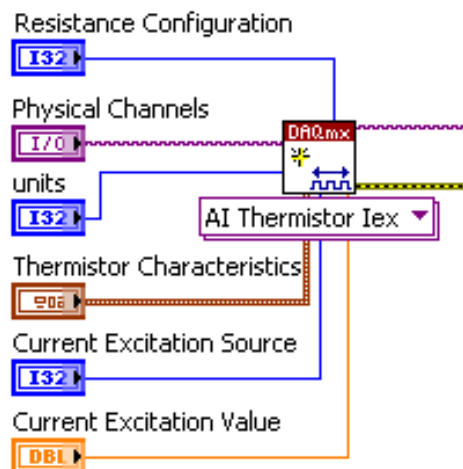 Resistance Configuration
I32
Physical Channels
I/O
DAQmx
units
I32
AI Thermistor Iex
Thermistor Characteristics
Current Excitation Source
I32
Current Excitation Value
DBL